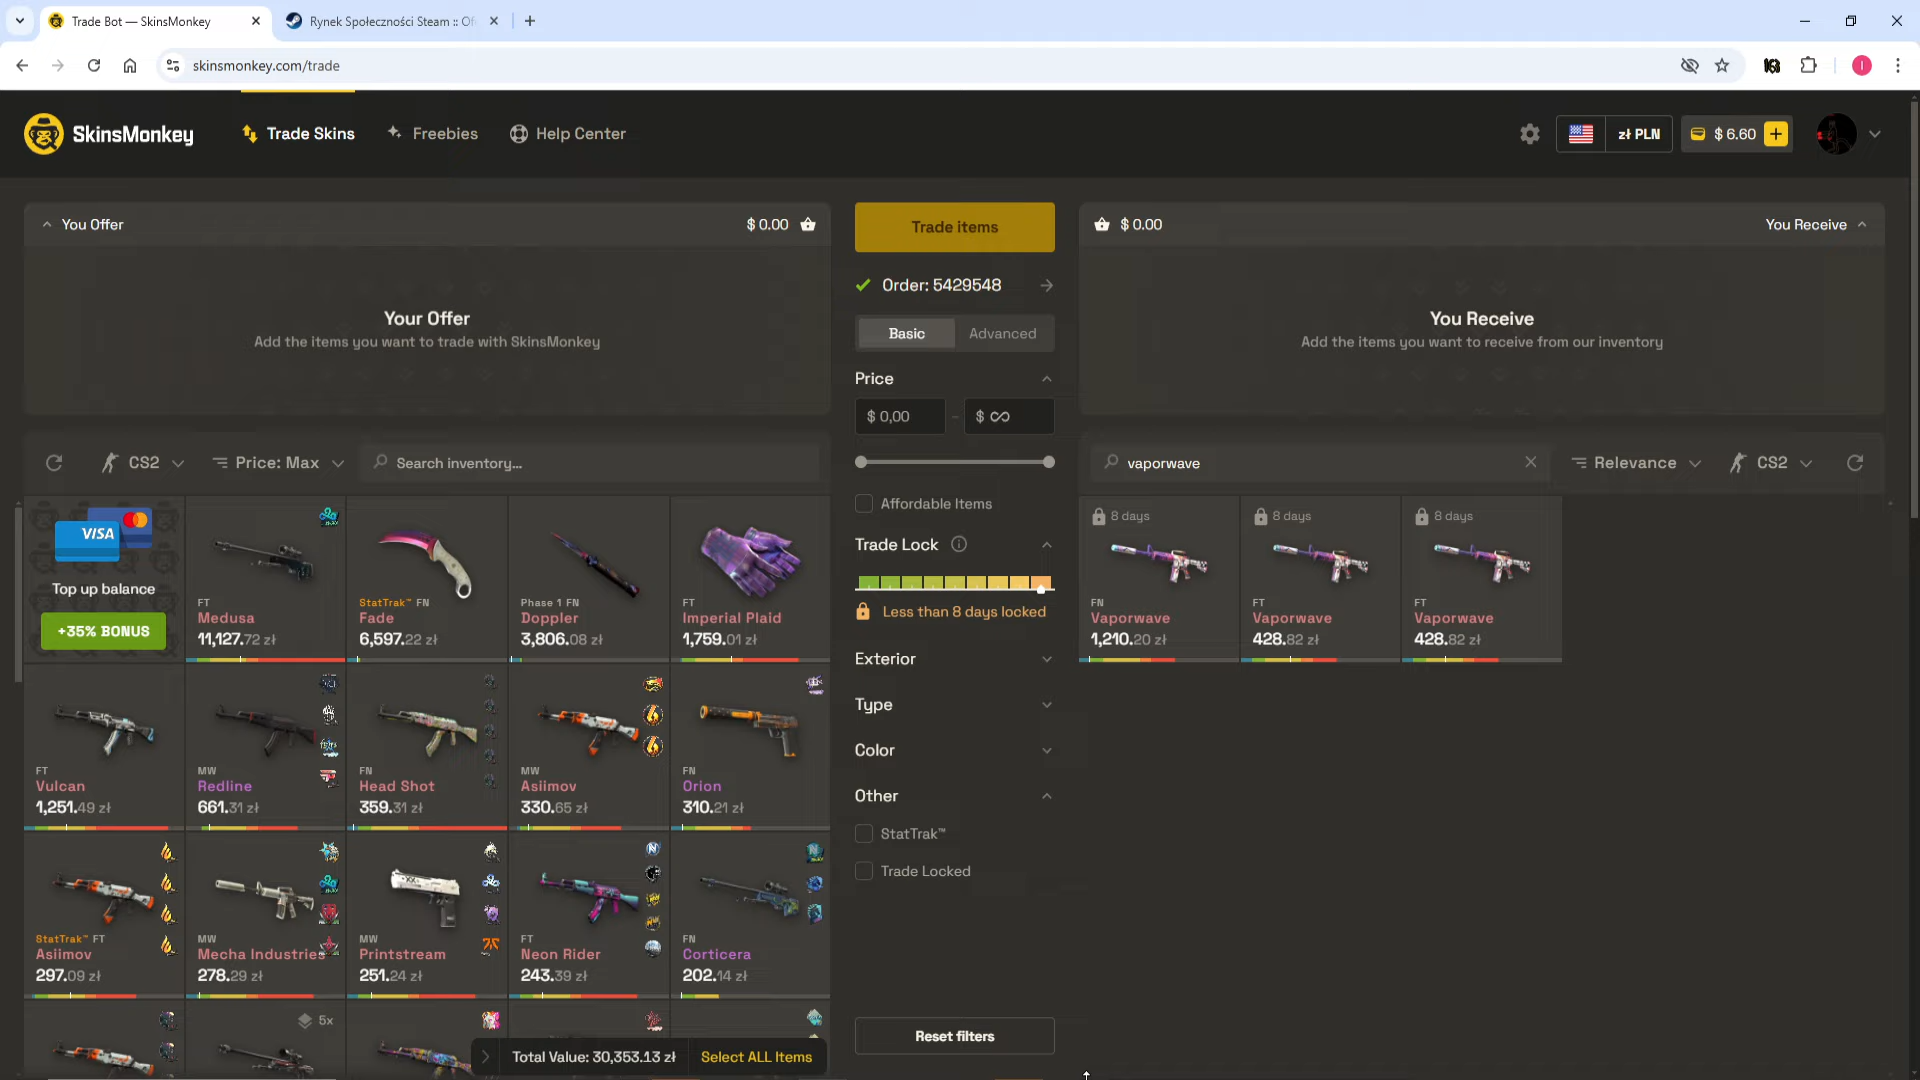 Trade Bot — SkinsMonkey
Rynek Społeczności Steam :: Of
skinsmonkey.com/trade
SkinsMonkey
Trade Skins
Freebies
Help Center
zł PLN
$ 6.60
You Offer
$ 0.00
Your Offer
Add the items you want to trade with SkinsMonkey
Trade items
Order: 5429548
Basic
Advanced
Price
$ 0,00
-
$ ∞
Affordable Items
Trade Lock
Less than 8 days locked
Exterior
Type
Color
Other
StatTrak™
Trade Locked
Reset filters
$ 0.00
You Receive
You Receive
Add the items you want to receive from our inventory
CS2
Price: Max
Search inventory...
VISA
Top up balance
+35% BONUS
FT
Medusa
11,127.72 zł
StatTrak™ FN
Fade
6,597.22 zł
Phase 1 FN
Doppler
3,806.08 zł
FT
Imperial Plaid
1,759.01 zł
FT
Vulcan
1,251.49 zł
MW
Redline
661.31 zł
FN
Head Shot
359.31 zł
MW
Asiimov
330.65 zł
FN
Orion
310.21 zł
StatTrak™ FT
Asiimov
297.09 zł
MW
Mecha Industries
278.29 zł
MW
Printstream
251.24 zł
FT
Neon Rider
243.39 zł
FN
Corticera
202.14 zł
5x
Total Value: 30,353.13 zł
Select ALL Items
vaporwave
Relevance
CS2
8 days
FN
Vaporwave
1,210.20 zł
8 days
FT
Vaporwave
428.82 zł
8 days
FT
Vaporwave
428.82 zł